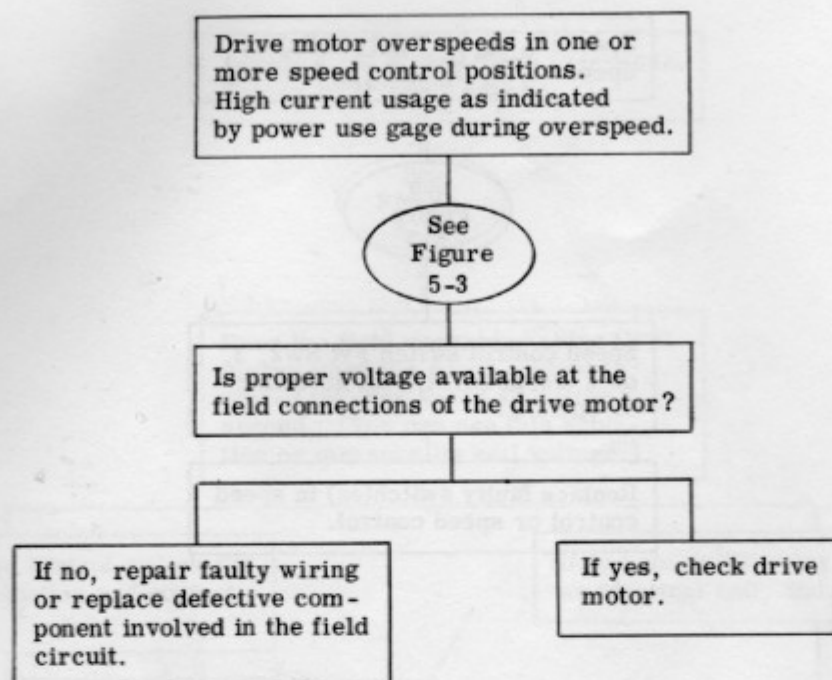 Drive motor overspeeds in one or
more speed control positions.
High current usage as indicated
by power use gage during overspeed.
See
Figure
5-3
Is proper voltage available at the
field connections of the drive motor?
If no, repair faulty wiring
or replace defective com-
ponent involved in the field
circuit.
If yes, check drive
motor.